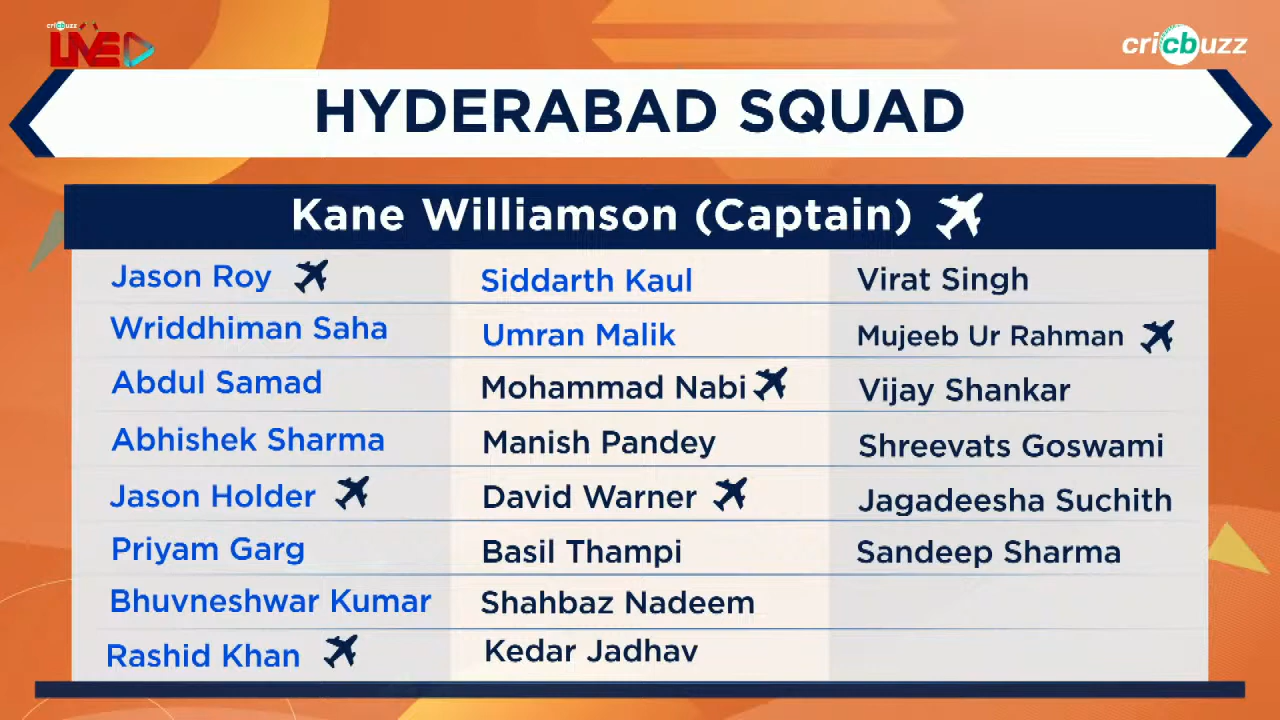 cricbuzz
LIVE
cricbuzz
HYDERABAD SQUAD
Kane Williamson (Captain)
Jason Roy
Wriddhiman Saha
Abdul Samad
Abhishek Sharma
Jason Holder
Priyam Garg
Bhuvneshwar Kumar
Rashid Khan
Siddarth Kaul
Umran Malik
Mohammad Nabi
Manish Pandey
David Warner
Basil Thampi
Shahbaz Nadeem
Kedar Jadhav
Virat Singh
Mujeeb Ur Rahman
Vijay Shankar
Shreevats Goswami
Jagadeesha Suchith
Sandeep Sharma